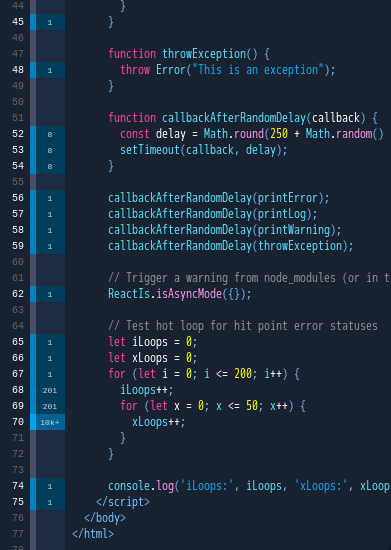 44 }
45 1 }
46
47 function throwException() {
48 1 throw Error("This is an exception");
49 }
50
51 function callbackAfterRandomDelay(callback) {
52 8 const delay = Math.round(250 + Math.random()
53 8 setTimeout(callback, delay);
54 8 }
55
56 1 callbackAfterRandomDelay(printError);
57 1 callbackAfterRandomDelay(printLog);
58 1 callbackAfterRandomDelay(printWarning);
59 1 callbackAfterRandomDelay(throwException);
60
61 // Trigger a warning from node_modules (or in t
62 1 ReactIs.isAsyncMode({});
63
64 // Test hot loop for hit point error statuses
65 1 let iLoops = 0;
66 1 let xLoops = 0;
67 1 for (let i = 0; i <= 200; i++) {
68 201 iLoops++;
69 201 for (let x = 0; x <= 50; x++) {
70 10k+ xLoops++;
71 }
72 }
73
74 1 console.log('iLoops:', iLoops, 'xLoops:', xLoop
75 1 </script>
76 </body>
77 </html>
78